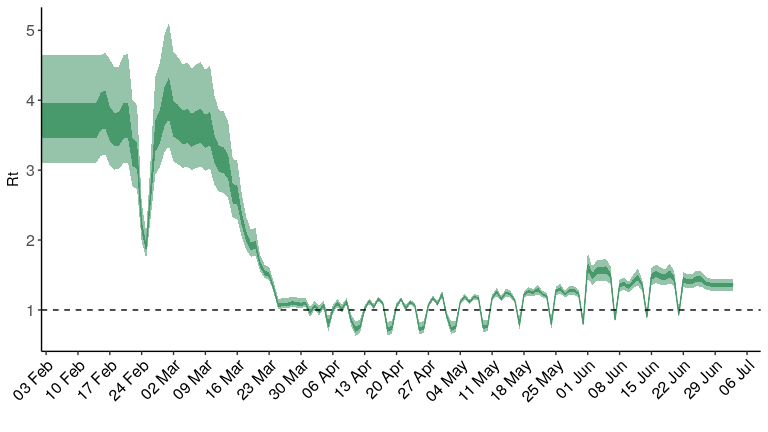 5
4
3
2
1
Rt
03 Feb
10 Feb
17 Feb
24 Feb
02 Mar
09 Mar
16 Mar
23 Mar
30 Mar
06 Apr
13 Apr
20 Apr
27 Apr
04 May
11 May
18 May
25 May
01 Jun
08 Jun
15 Jun
22 Jun
29 Jun
06 Jul